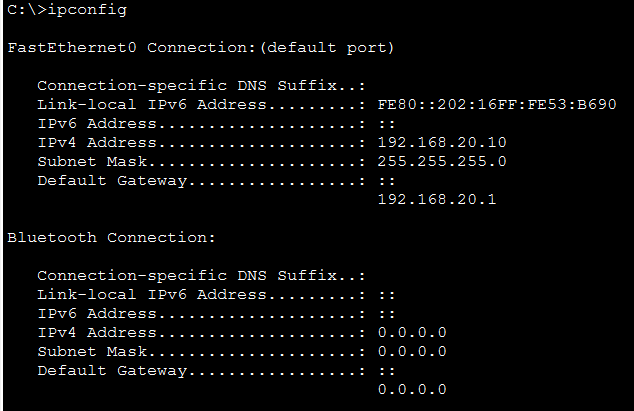 C:\>ipconfig
FastEthernet0 Connection:(default port)
Connection-specific DNS Suffix..:
Link-local IPv6 Address.........: FE80::202:16FF:FE53:B690
IPv6 Address....................: ::
IPv4 Address....................: 192.168.20.10
Subnet Mask.....................: 255.255.255.0
Default Gateway.................: ::
192.168.20.1
Bluetooth Connection:
Connection-specific DNS Suffix..:
Link-local IPv6 Address.........: ::
IPv6 Address....................: ::
IPv4 Address....................: 0.0.0.0
Subnet Mask.....................: 0.0.0.0
Default Gateway.................: ::
0.0.0.0